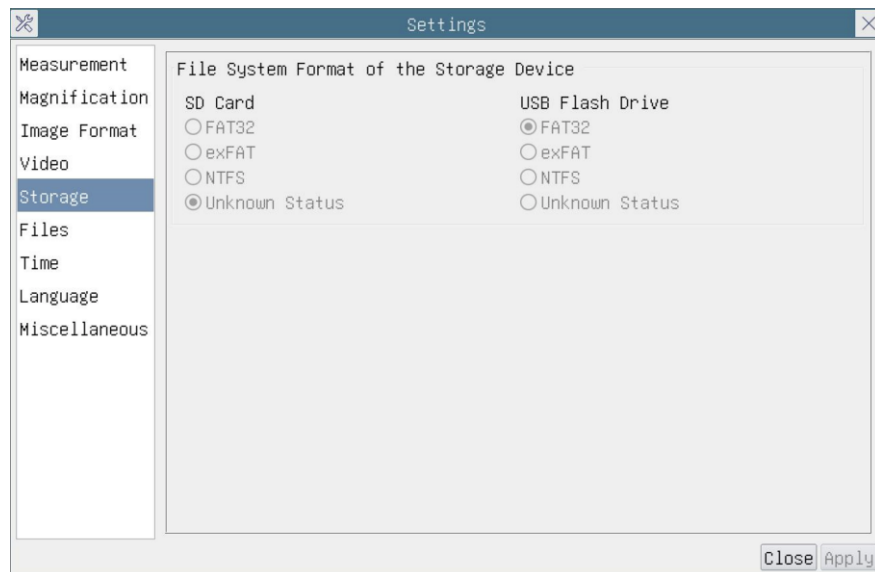 Settings
Measurement
Magnification
Image Format
Video
Storage
Files
Time
Language
Miscellaneous
File System Format of the Storage Device
SD Card
FAT32
exFAT
NTFS
Unknown Status
USB Flash Drive
FAT32
exFAT
NTFS
Unknown Status
Close Apply